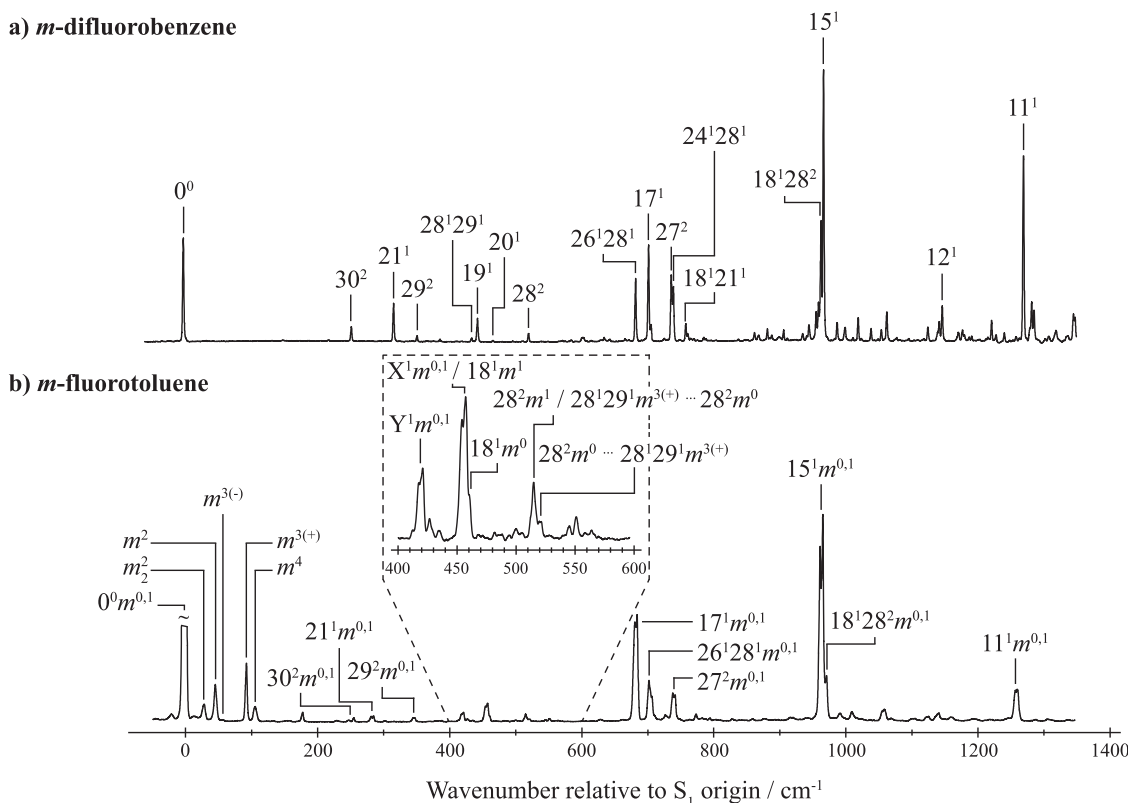 a) m-difluorobenzene
15¹
11¹
24¹28¹
0⁰
18¹28²
17¹
28¹29¹
20¹
27²
26¹28¹
12¹
21¹
19¹
30²
29²
28²
18¹21¹
X¹m⁰,¹ / 18¹m¹
b) m-fluorotoluene
28²m¹ / 28¹29¹m³⁽⁺⁾ ... 28²m⁰
Y¹m⁰,¹
18¹m⁰
28²m⁰ ... 28¹29¹m³⁽⁺⁾
15¹m⁰,¹
m³⁽⁻⁾
m²
m³⁽⁺⁾
m²₂
m⁴
400
450
500
550
600
0⁰m⁰,¹
~
21¹m⁰,¹
17¹m⁰,¹
18¹28²m⁰,¹
30²m⁰,¹
29²m⁰,¹
26¹28¹m⁰,¹
11¹m⁰,¹
27²m⁰,¹
0
200
400
600
800
1000
1200
1400
Wavenumber relative to S₁ origin / cm⁻¹